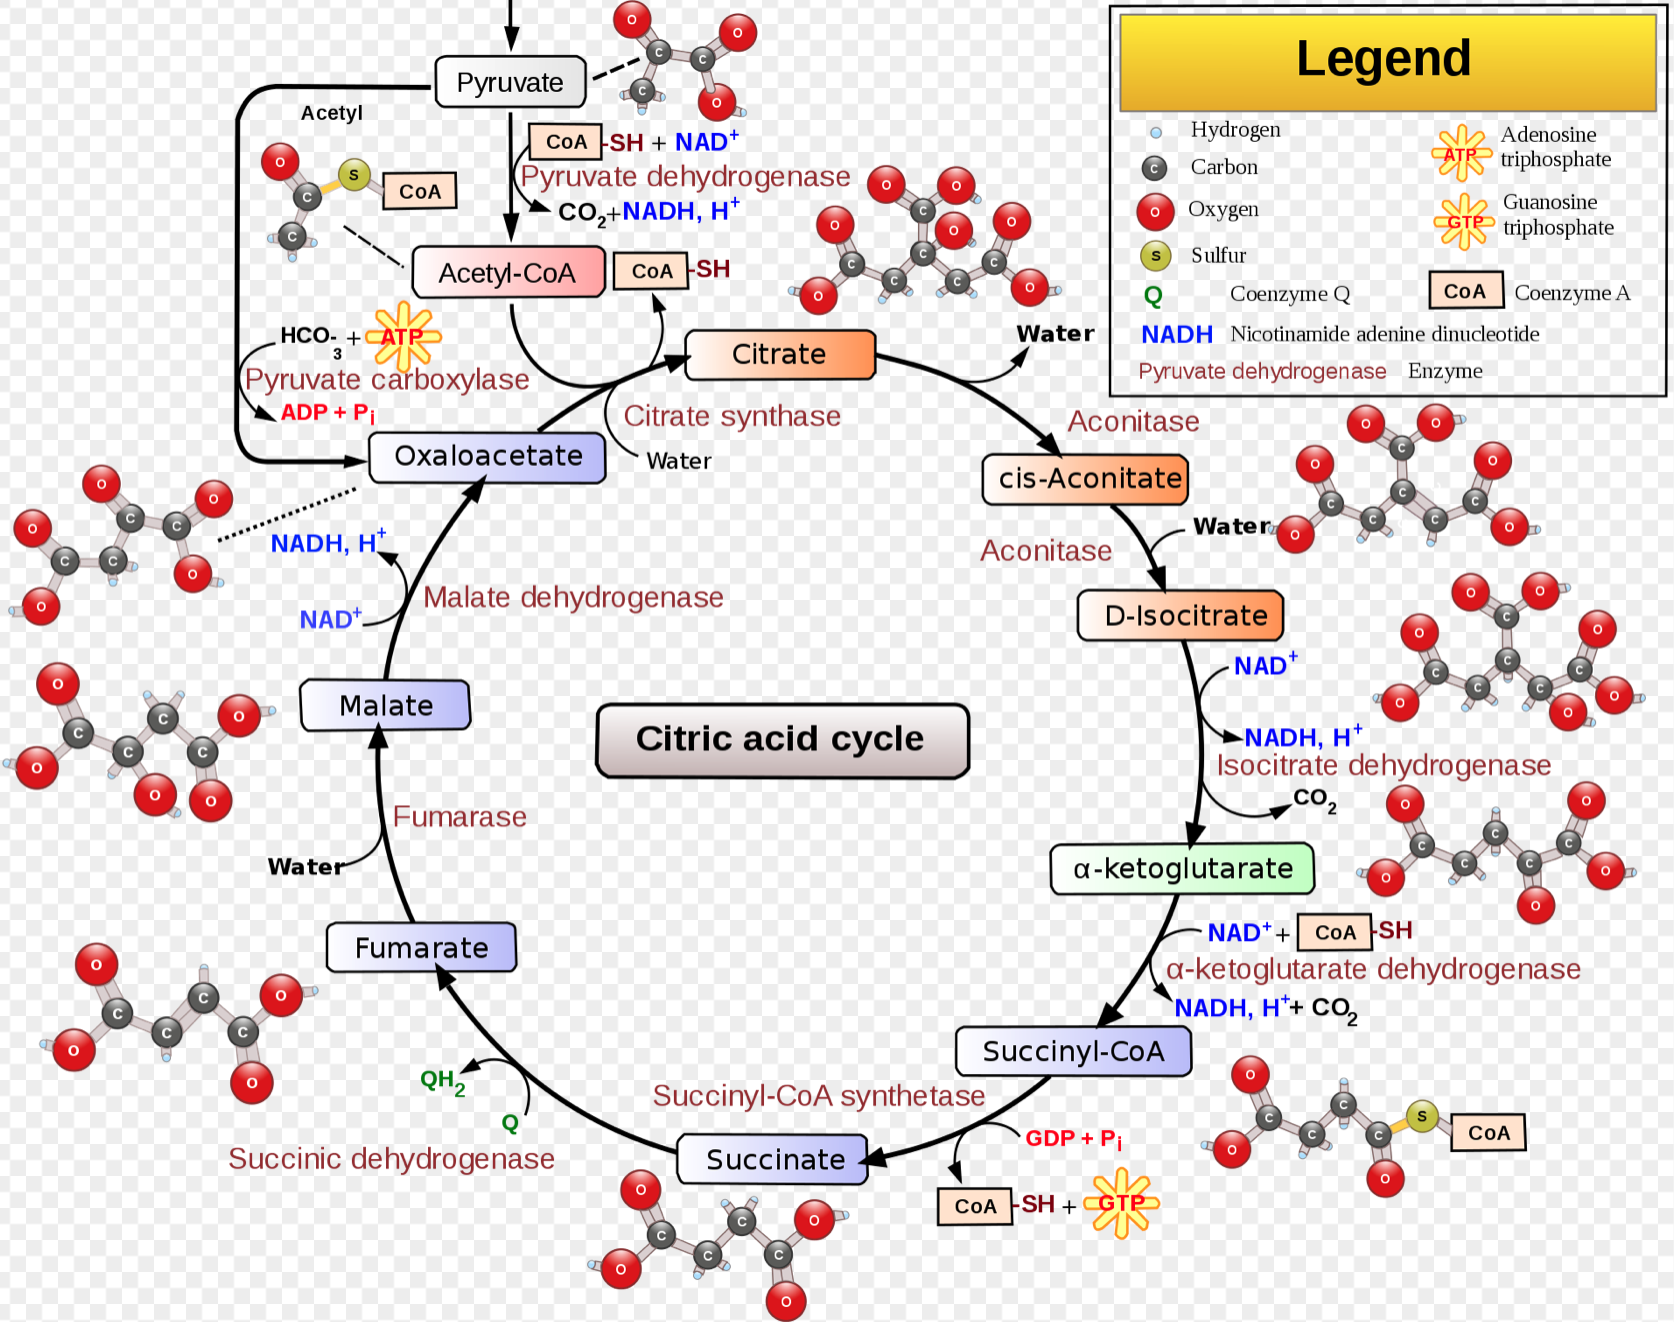 Pyruvate
Acetyl
CoA -SH + NAD+
Pyruvate dehydrogenase
CO2+NADH, H+
S CoA
Acetyl-CoA
CoA -SH
HCO-3 + ATP
Pyruvate carboxylase
ADP + Pi
Citrate
Water
Citrate synthase
Water
Oxaloacetate
Aconitase
cis-Aconitate
Water
Aconitase
D-Isocitrate
NAD+
NADH, H+
Isocitrate dehydrogenase
CO2
α-ketoglutarate
NAD+ + CoA -SH
α-ketoglutarate dehydrogenase
NADH, H+ + CO2
Succinyl-CoA
Succinyl-CoA synthetase
GDP + Pi
CoA -SH + GTP
S CoA
Succinate
Succinic dehydrogenase
Q
QH2
Fumarate
Water
Fumarase
Malate
NAD+
Malate dehydrogenase
NADH, H+
Citric acid cycle
Legend
Hydrogen
C Carbon
O Oxygen
S Sulfur
Q Coenzyme Q
NADH Nicotinamide adenine dinucleotide
Pyruvate dehydrogenase Enzyme
ATP Adenosine
triphosphate
GTP Guanosine
triphosphate
CoA Coenzyme A